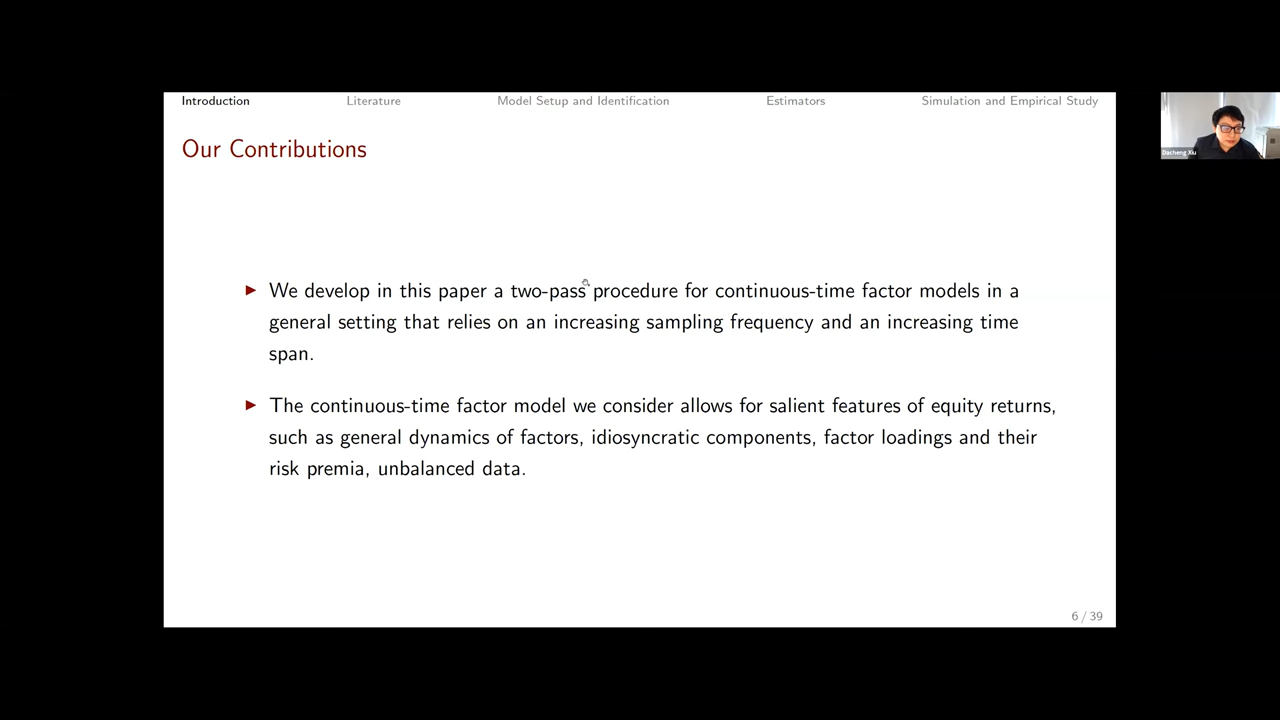 Introduction Literature Model Setup and Identification Estimators Simulation and Empirical Study
Our Contributions
Dacheng Xiu
▶ We develop in this paper a two-pass procedure for continuous-time factor models in a
general setting that relies on an increasing sampling frequency and an increasing time
span.
▶ The continuous-time factor model we consider allows for salient features of equity returns,
such as general dynamics of factors, idiosyncratic components, factor loadings and their
risk premia, unbalanced data.
6 / 39